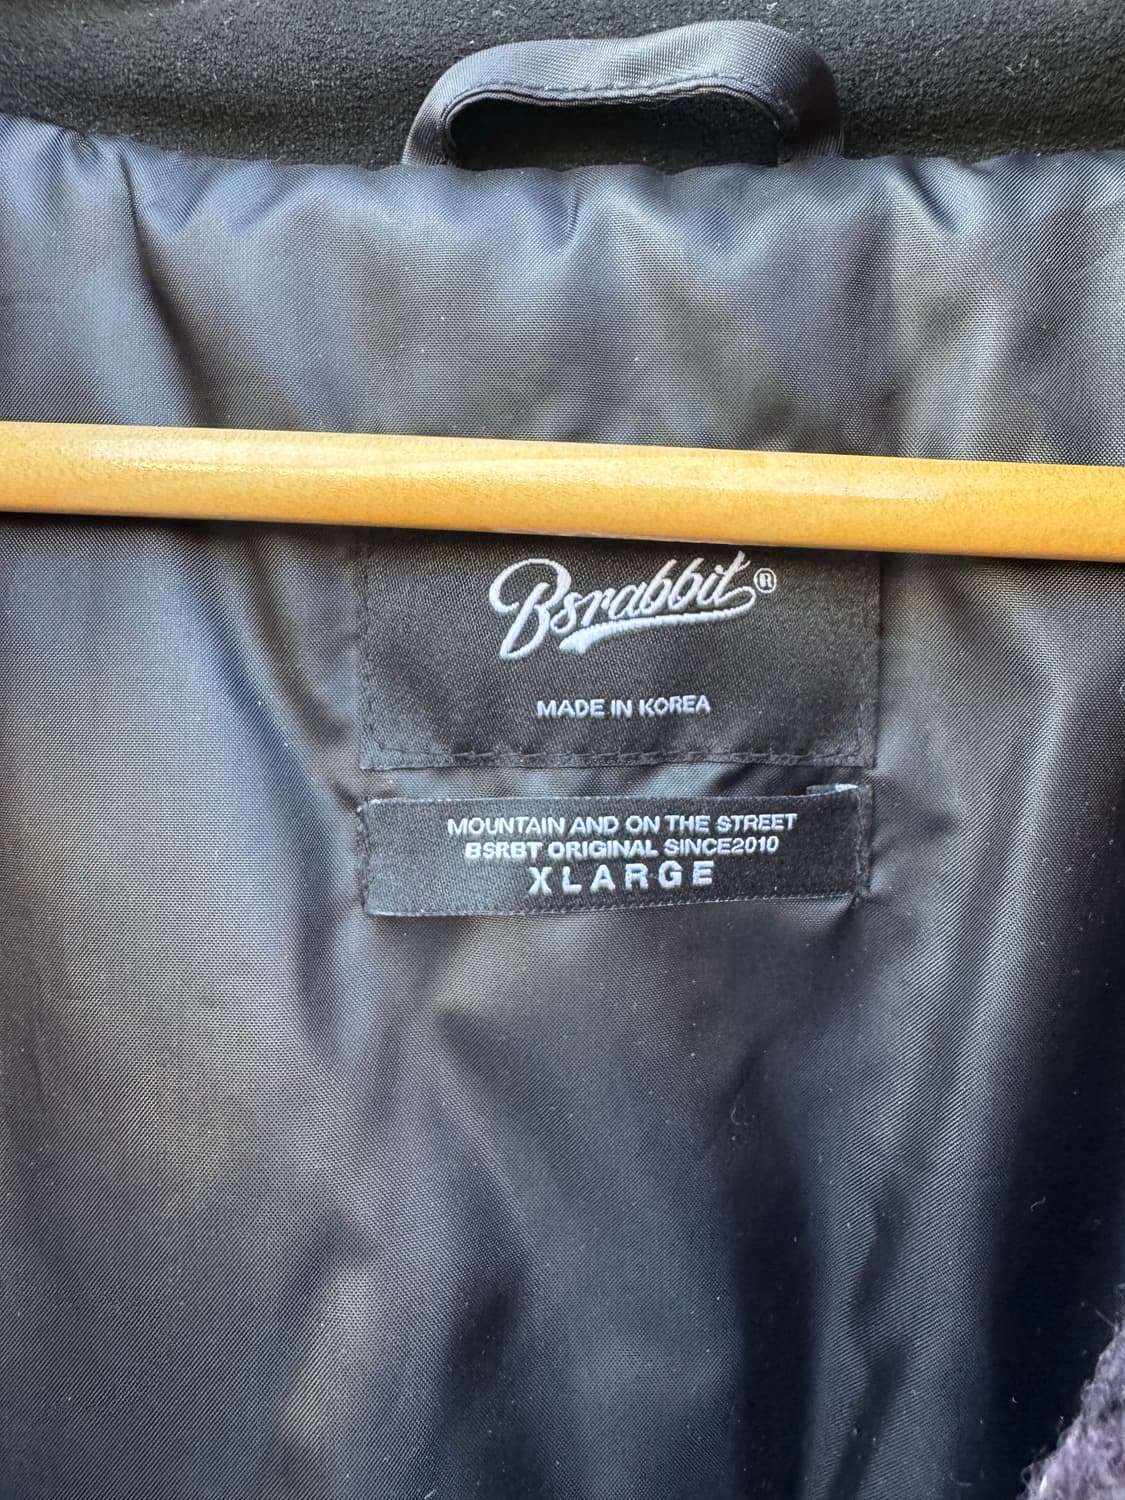 Bsrabbit®
MADE IN KOREA
MOUNTAIN AND ON THE STREET
BSRBT ORIGINAL SINCE2010
XLARGE